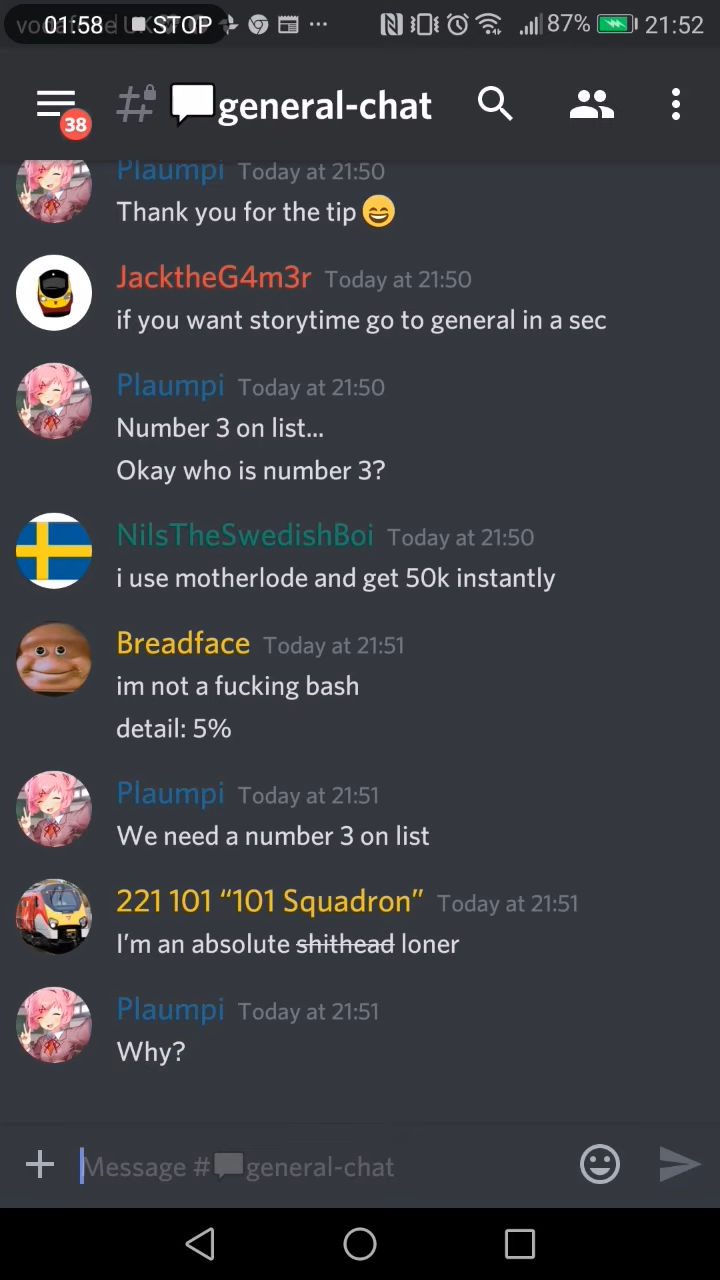 01:58 STOP 87% 21:52
38 general-chat
Plaumpi Today at 21:50
Thank you for the tip
JacktheG4m3r Today at 21:50
if you want storytime go to general in a sec
Plaumpi Today at 21:50
Number 3 on list...
Okay who is number 3?
NilsTheSwedishBoi Today at 21:50
i use motherlode and get 50k instantly
Breadface Today at 21:51
im not a fucking bash
detail: 5%
Plaumpi Today at 21:51
We need a number 3 on list
221 101 “101 Squadron” Today at 21:51
I’m an absolute shithead loner
Plaumpi Today at 21:51
Why?
Message #💬general-chat